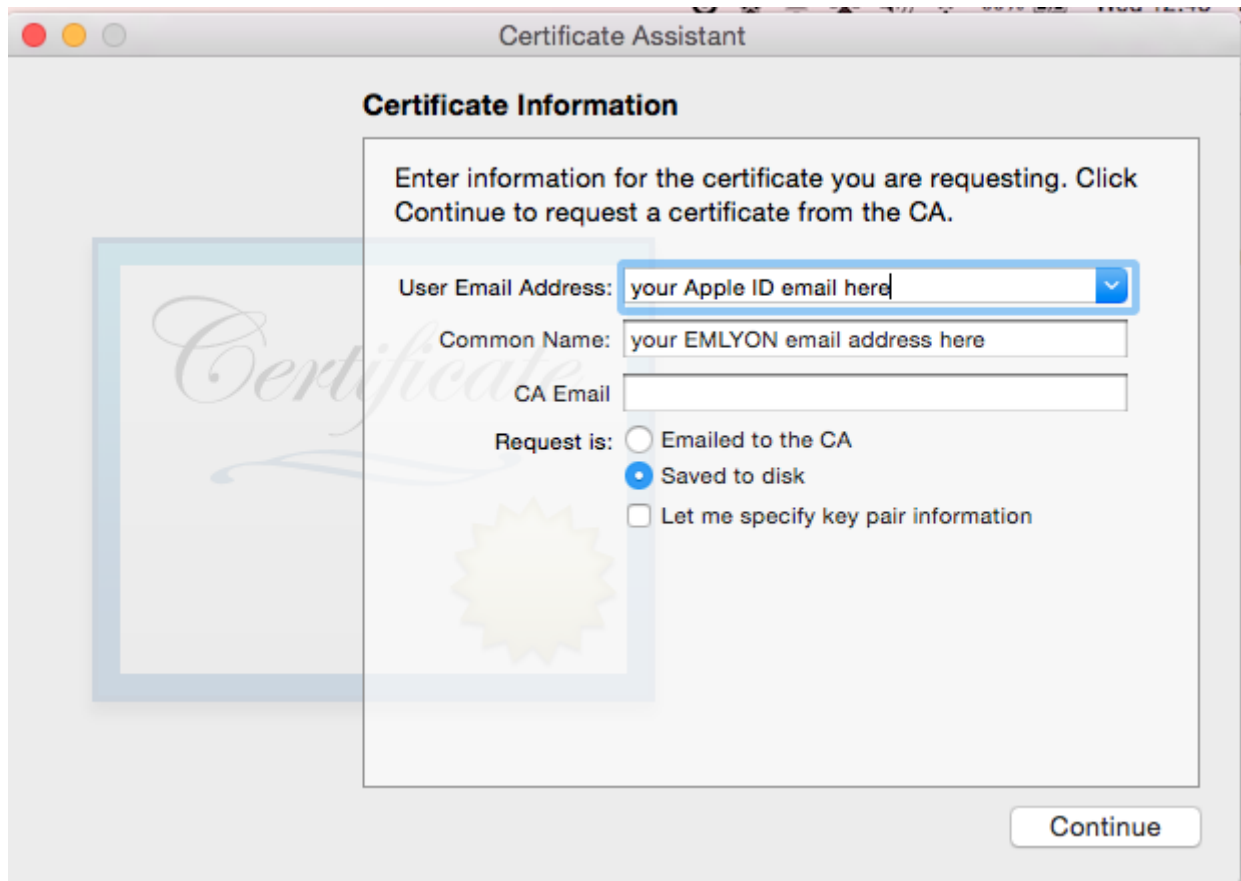 Certificate Assistant
Certificate Information
Enter information for the certificate you are requesting. Click
Continue to request a certificate from the CA.
User Email Address: your Apple ID email here
Common Name: your EMLYON email address here
CA Email
Request is: Emailed to the CA
Saved to disk
Let me specify key pair information
Certificate
Continue